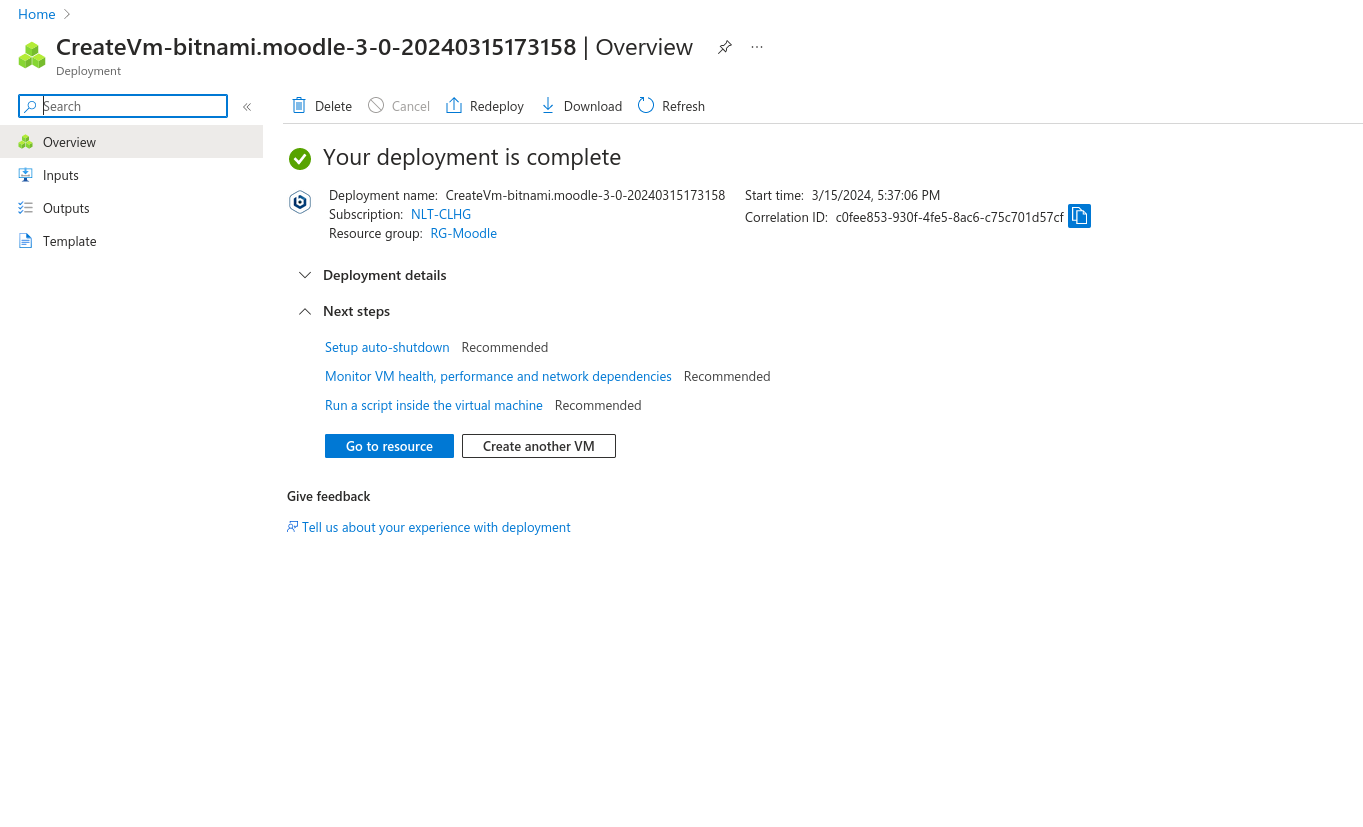 Home
CreateVm-bitnami.moodle-3-0-20240315173158 | Overview
Deployment
Search
Overview
Inputs
Outputs
Template
Delete Cancel Redeploy Download Refresh
Your deployment is complete
Deployment name: CreateVm-bitnami.moodle-3-0-20240315173158
Subscription: NLT-CLHG
Resource group: RG-Moodle
Start time: 3/15/2024, 5:37:06 PM
Correlation ID: c0fee853-930f-4fe5-8ac6-c75c701d57cf
Deployment details
Next steps
Setup auto-shutdown Recommended
Monitor VM health, performance and network dependencies Recommended
Run a script inside the virtual machine Recommended
Go to resource Create another VM
Give feedback
Tell us about your experience with deployment